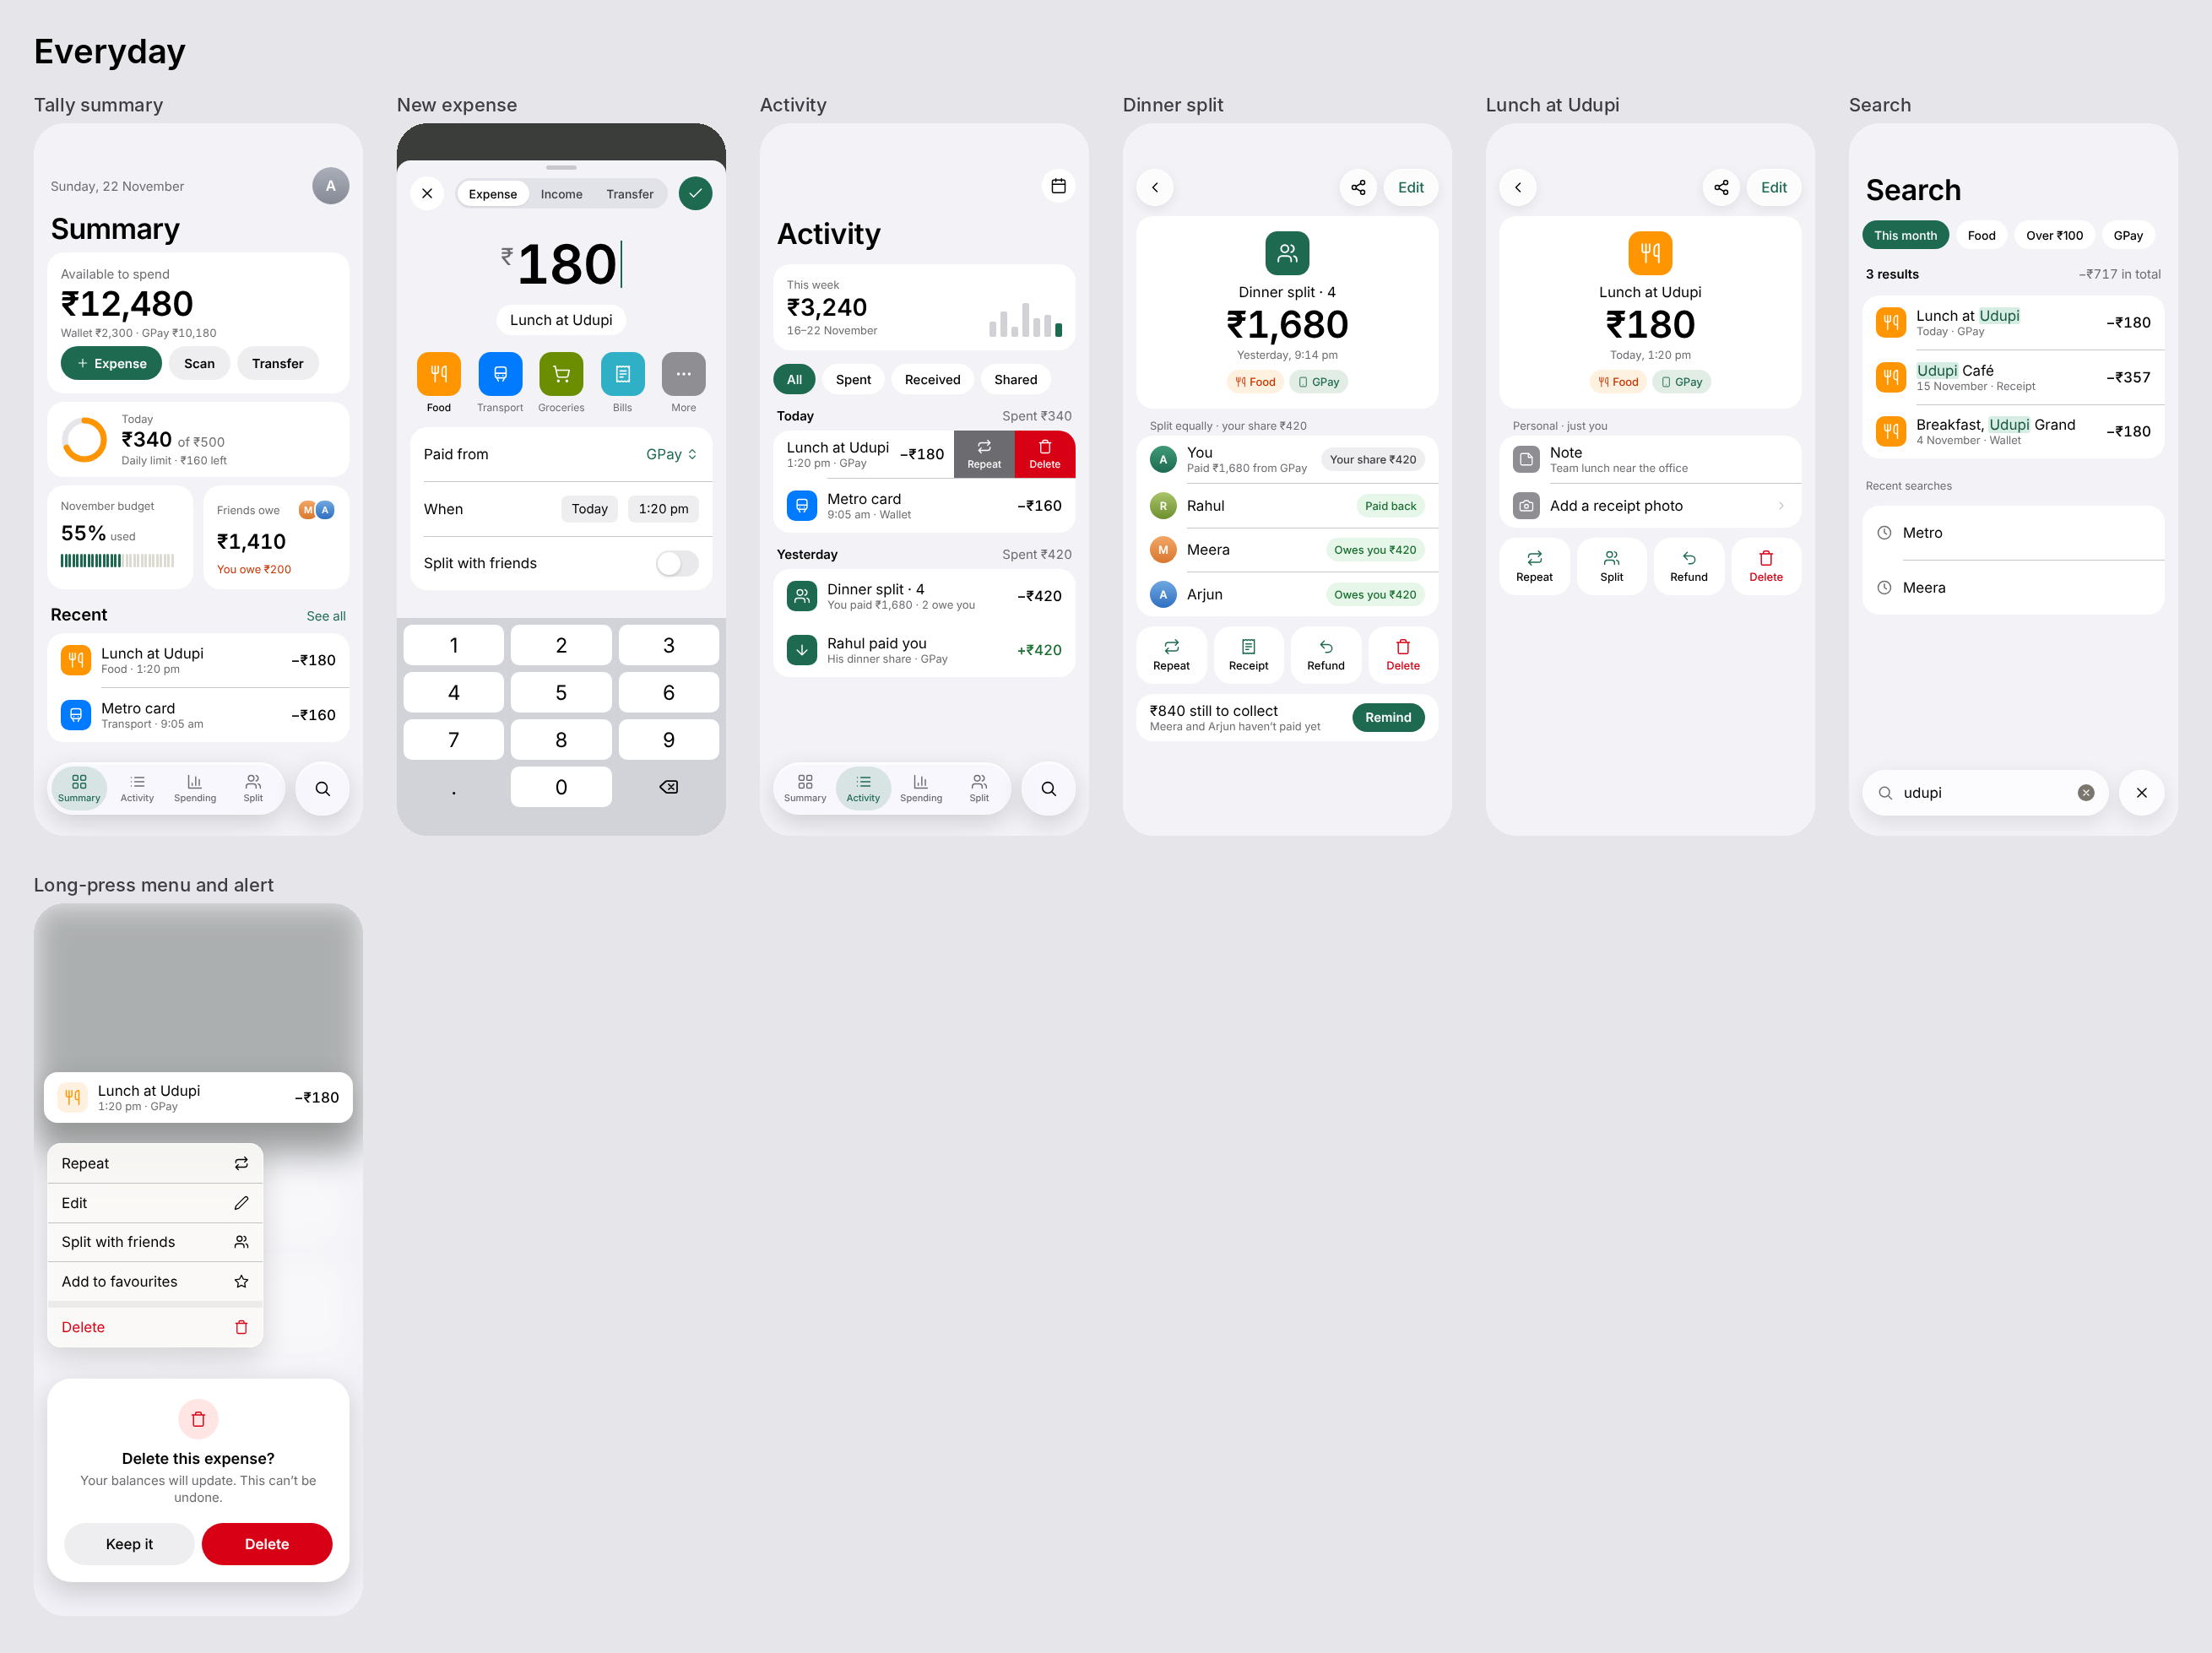 Everyday
Tally summary
Sunday, 22 November
A
Summary
Available to spend
₹12,480
Wallet ₹2,300 · GPay ₹10,180
+ Expense
Scan
Transfer
Today
₹340 of ₹500
Daily limit · ₹160 left
November budget
55% used
Friends owe
M
A
₹1,410
You owe ₹200
Recent
See all
Lunch at Udupi
Food · 1:20 pm
−₹180
Metro card
Transport · 9:05 am
−₹160
Summary
Activity
Spending
Split
New expense
Expense
Income
Transfer
₹180
Lunch at Udupi
Food
Transport
Groceries
Bills
More
Paid from
GPay
When
Today
1:20 pm
Split with friends
1
2
3
4
5
6
7
8
9
.
0
Activity
Activity
This week
₹3,240
16–22 November
All
Spent
Received
Shared
Today
Spent ₹340
Lunch at Udupi
1:20 pm · GPay
−₹180
Repeat
Delete
Metro card
9:05 am · Wallet
−₹160
Yesterday
Spent ₹420
Dinner split · 4
You paid ₹1,680 · 2 owe you
−₹420
Rahul paid you
His dinner share · GPay
+₹420
Summary
Activity
Spending
Split
Dinner split
Edit
Dinner split · 4
₹1,680
Yesterday, 9:14 pm
Food
GPay
Split equally · your share ₹420
A
You
Paid ₹1,680 from GPay
Your share ₹420
R
Rahul
Paid back
M
Meera
Owes you ₹420
A
Arjun
Owes you ₹420
Repeat
Receipt
Refund
Delete
₹840 still to collect
Meera and Arjun haven’t paid yet
Remind
Lunch at Udupi
Edit
Lunch at Udupi
₹180
Today, 1:20 pm
Food
GPay
Personal · just you
Note
Team lunch near the office
Add a receipt photo
Repeat
Split
Refund
Delete
Search
Search
This month
Food
Over ₹100
GPay
3 results
−₹717 in total
Lunch at Udupi
Today · GPay
−₹180
Udupi Café
15 November · Receipt
−₹357
Breakfast, Udupi Grand
4 November · Wallet
−₹180
Recent searches
Metro
Meera
udupi
Long-press menu and alert
Lunch at Udupi
1:20 pm · GPay
−₹180
Repeat
Edit
Split with friends
Add to favourites
Delete
Delete this expense?
Your balances will update. This can’t be
undone.
Keep it
Delete